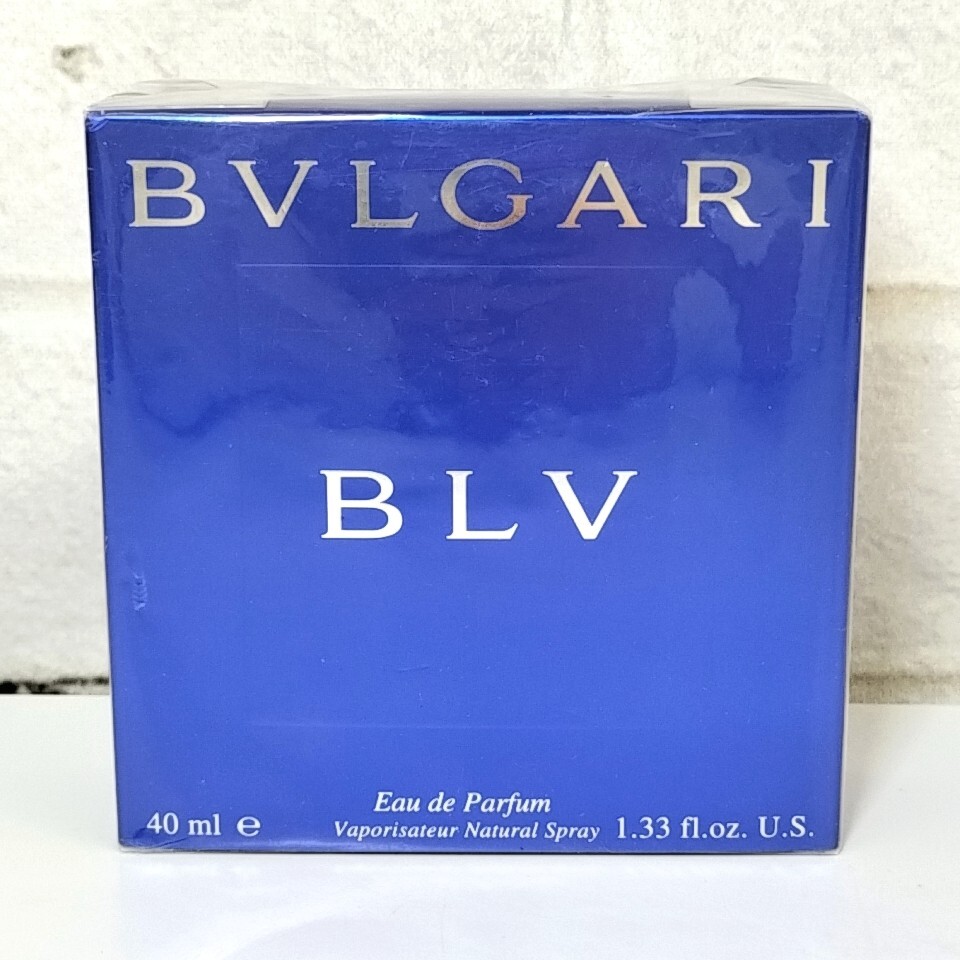 BVLGARI
BLV
Eau de Parfum
40 ml ℮ Vaporisateur Natural Spray 1.33 fl.oz. U.S.